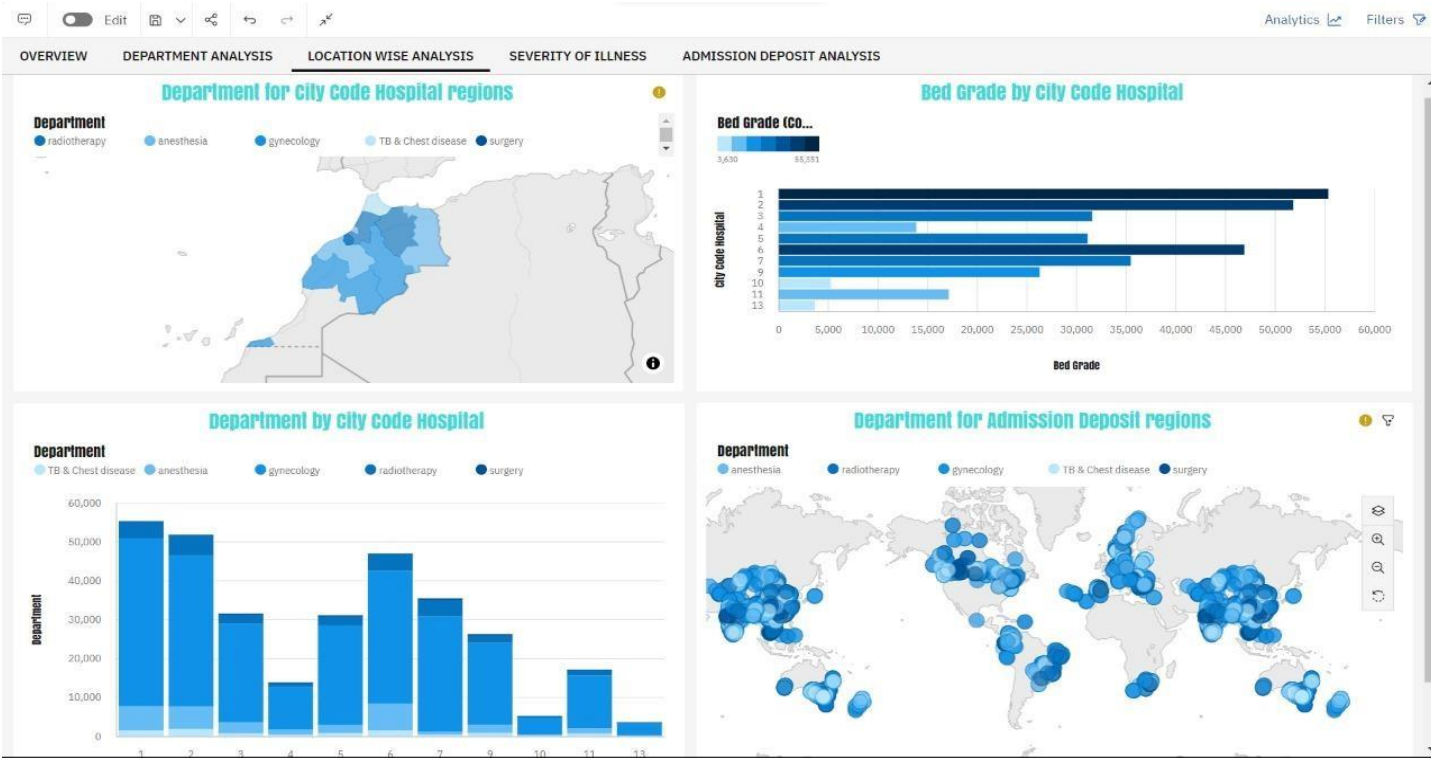 Edit
Analytics
Filters
OVERVIEW DEPARTMENT ANALYSIS LOCATION WISE ANALYSIS SEVERITY OF ILLNESS ADMISSION DEPOSIT ANALYSIS
Department for City Code Hospital regions
Department
radiotherapy anesthesia gynecology TB & Chest disease surgery
Bed Grade by City Code Hospital
Bed Grade (Co...
3,630 55,351
City Code Hospital
1
2
3
4
5
6
7
9
10
11
13
0 5,000 10,000 15,000 20,000 25,000 30,000 35,000 40,000 45,000 50,000 55,000 60,000
Bed Grade
Department by City Code Hospital
Department
TB & Chest disease anesthesia gynecology radiotherapy surgery
Department
60,000
50,000
40,000
30,000
20,000
10,000
0
1 2 3 4 5 6 7 9 10 11 13
Department for Admission Deposit regions
Department
anesthesia radiotherapy gynecology TB & Chest disease surgery